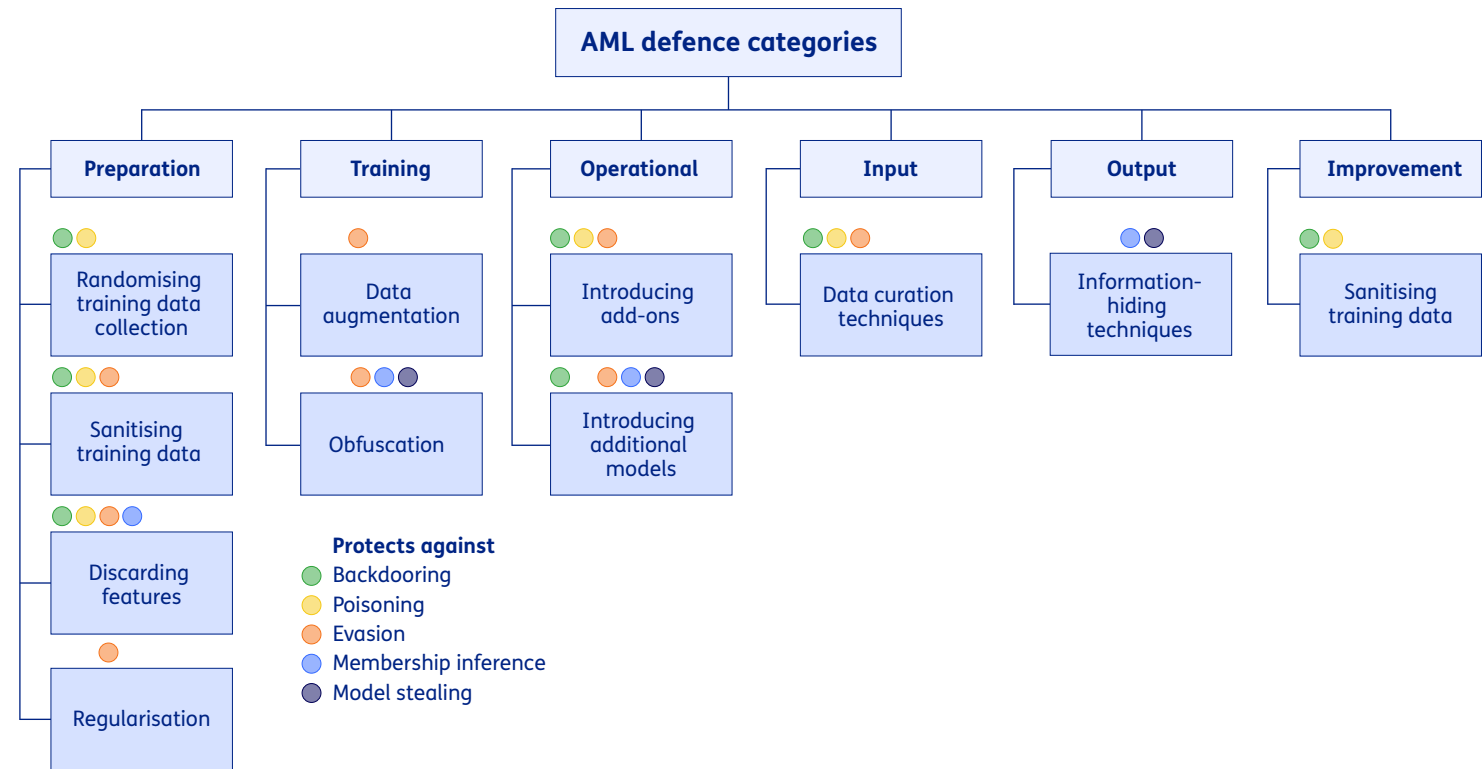 AML defence categories
Preparation
Training
Operational
Input
Output
Improvement
Randomising
training data
collection
Data
augmentation
Introducing
add-ons
Data curation
techniques
Information-
hiding
techniques
Sanitising
training data
Sanitising
training data
Obfuscation
Introducing
additional
models
Discarding
features
Regularisation
Protects against
Backdooring
Poisoning
Evasion
Membership inference
Model stealing